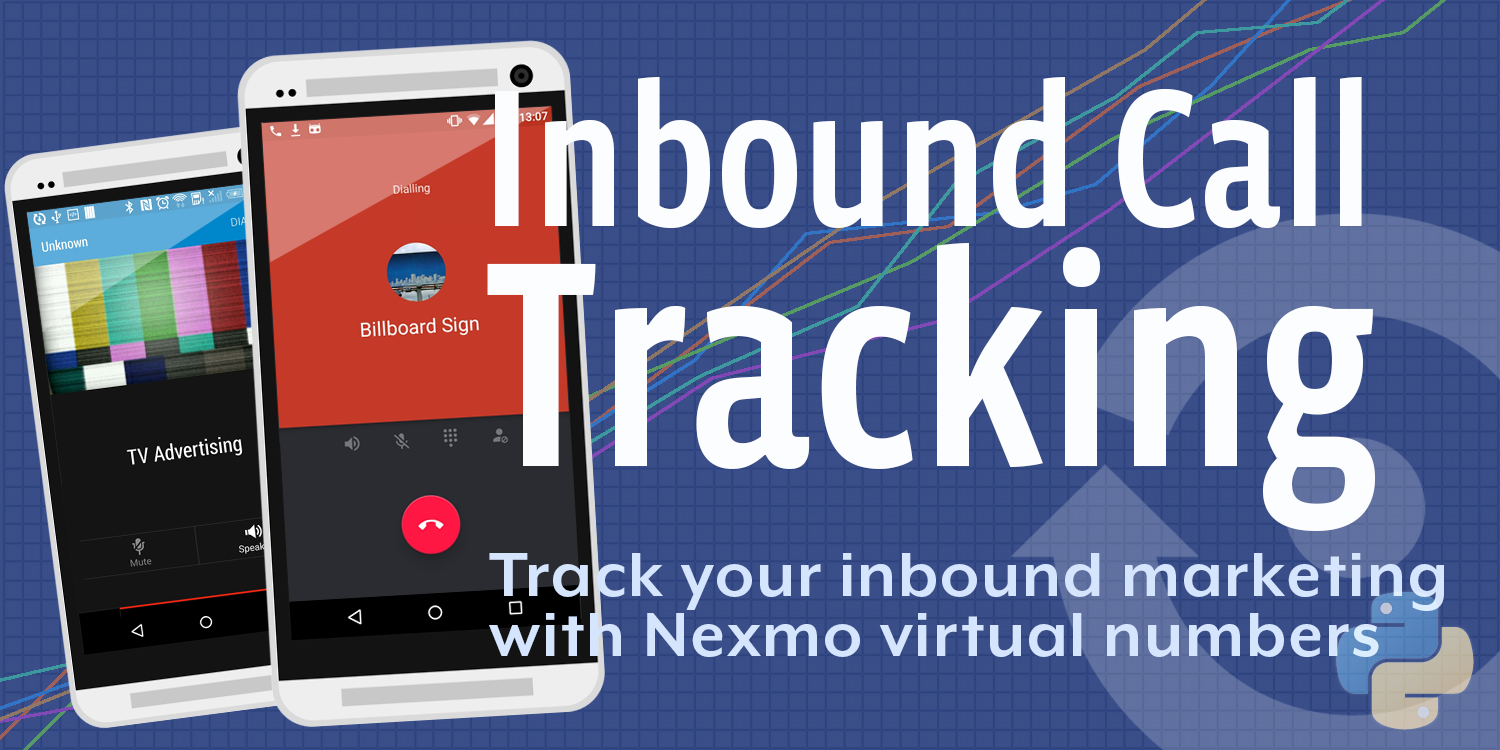 Inbound Call
Tracking
Track your inbound marketing
with Nexmo virtual numbers
13:07
Dialling
Billboard Sign
Unknown
TV Advertising
Mute